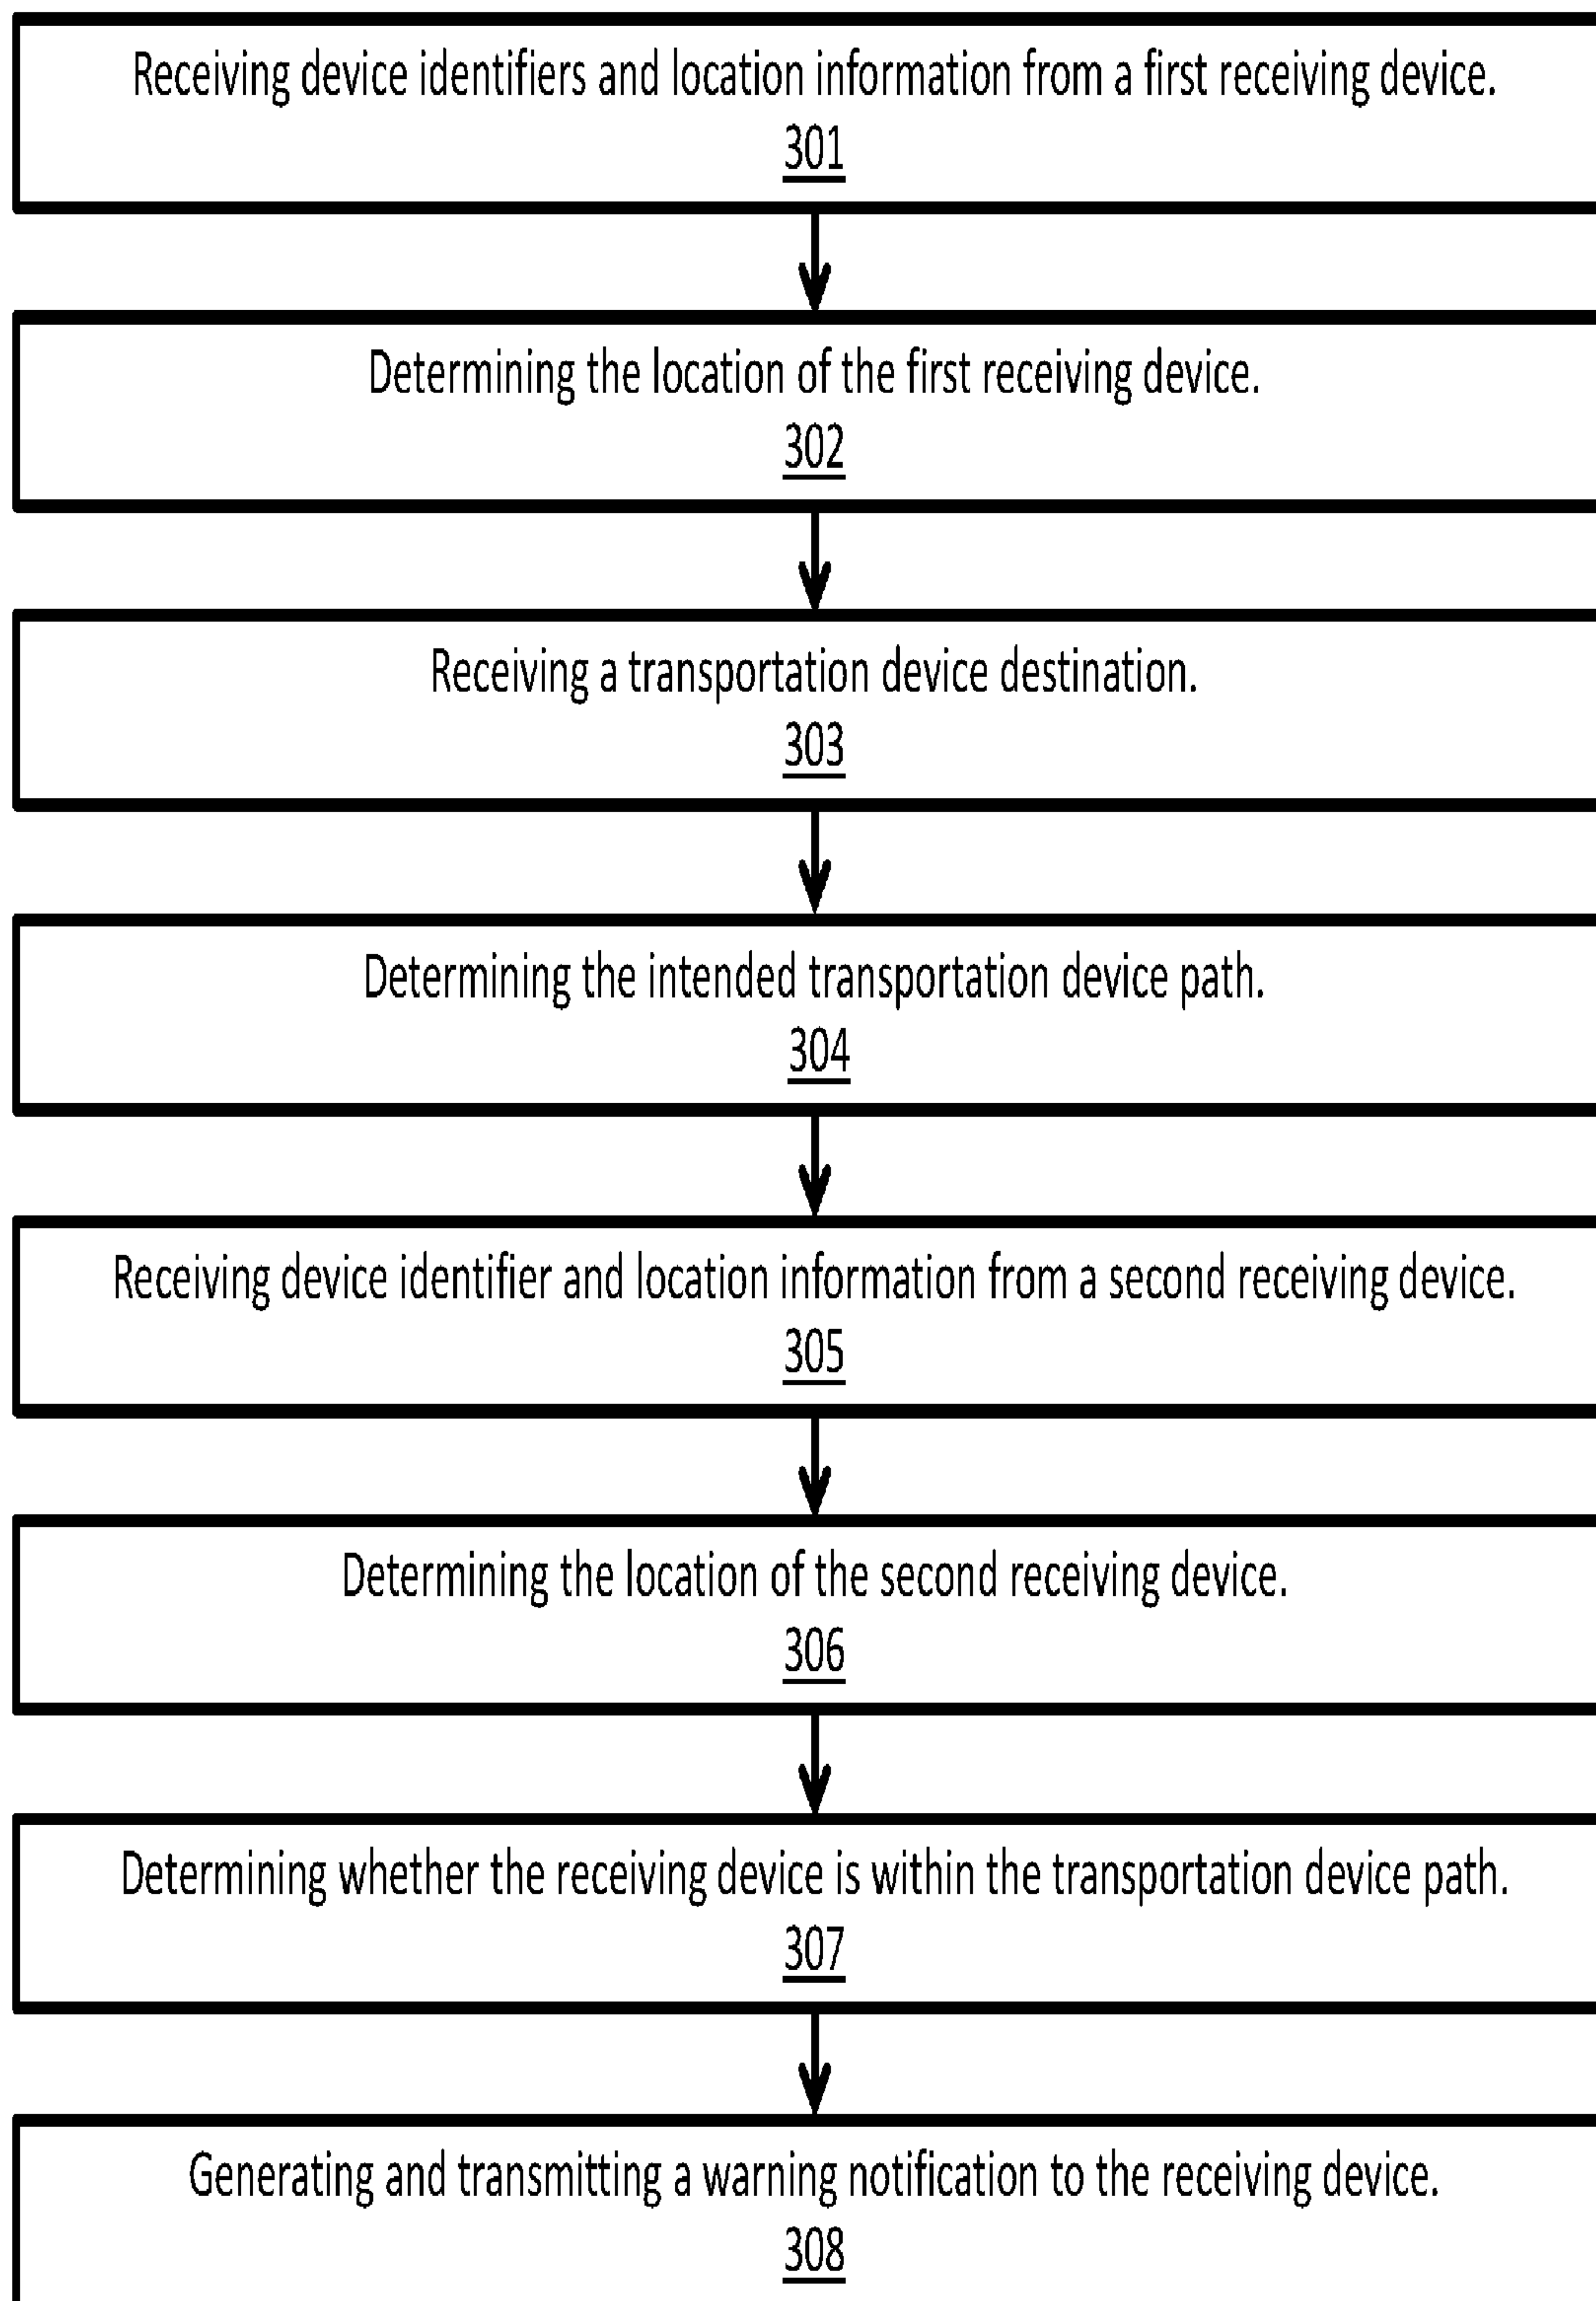 Receiving device identifiers and location information from a first receiving device.
301
Determining the location of the first receiving device.
302
Receiving a transportation device destination.
303
Determining the intended transportation device path.
304
Receiving device identifier and location information from a second receiving device.
305
Determining the location of the second receiving device.
306
Determining whether the receiving device is within the transportation device path.
307
Generating and transmitting a warning notification to the receiving device.
308